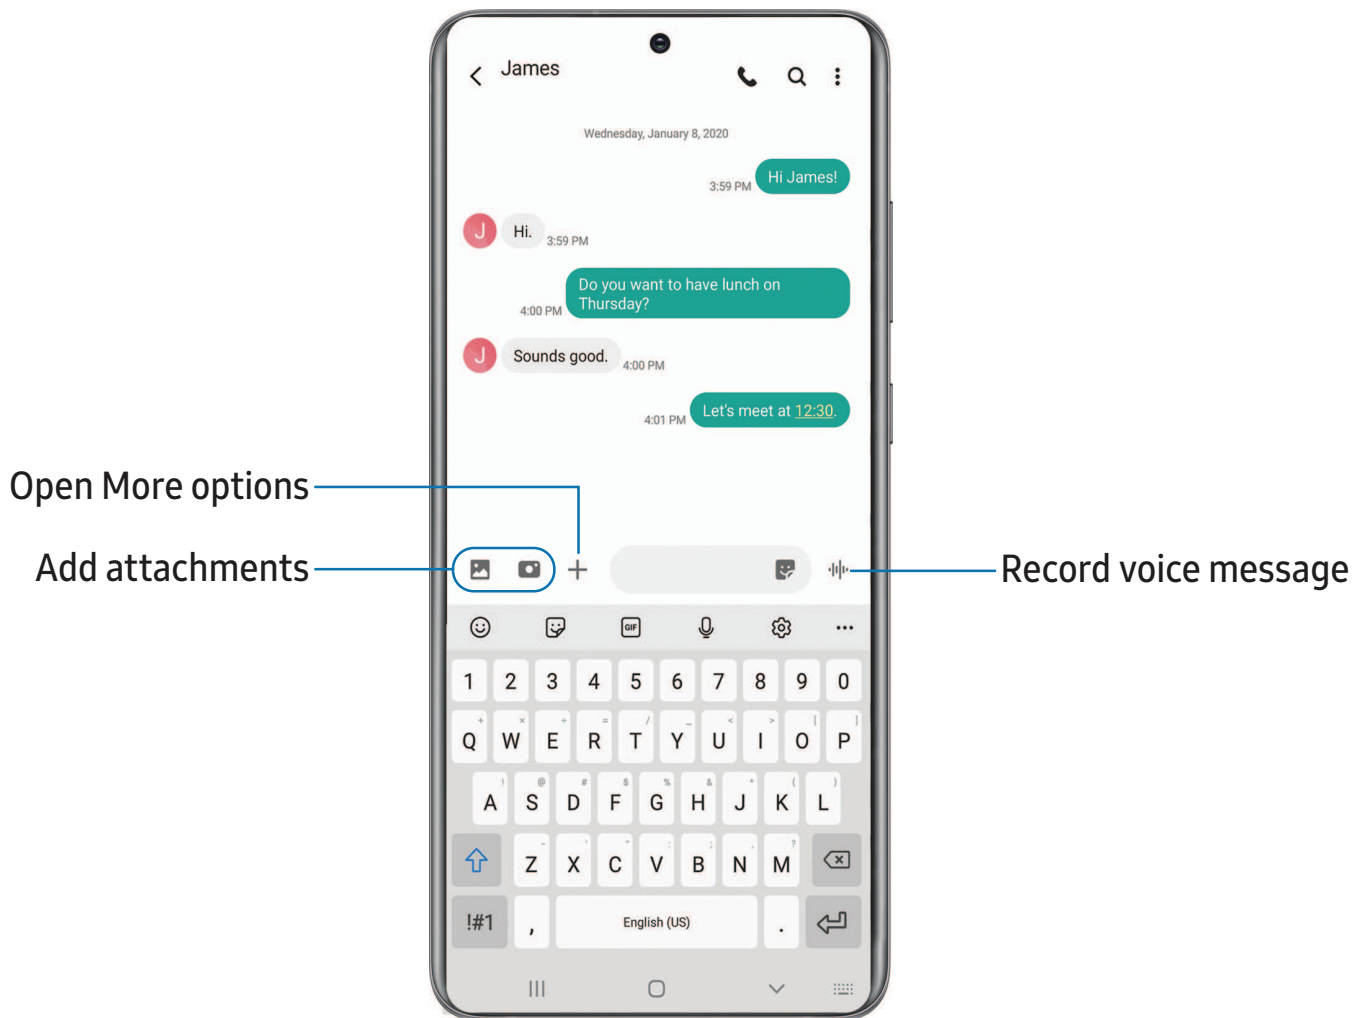 James
Wednesday, January 8, 2020
3:59 PM Hi James!
J Hi. 3:59 PM
Do you want to have lunch on
4:00 PM Thursday?
J Sounds good. 4:00 PM
4:01 PM Let's meet at 12:30.
Open More options
Add attachments
Record voice message
GIF
1 2 3 4 5 6 7 8 9 0
+ × ÷ = / _ < > [ ]
Q W E R T Y U I O P
! @ # $ % & * ( )
A S D F G H J K L
- ' " : ; , ?
Z X C V B N M
!#1 , English (US) .